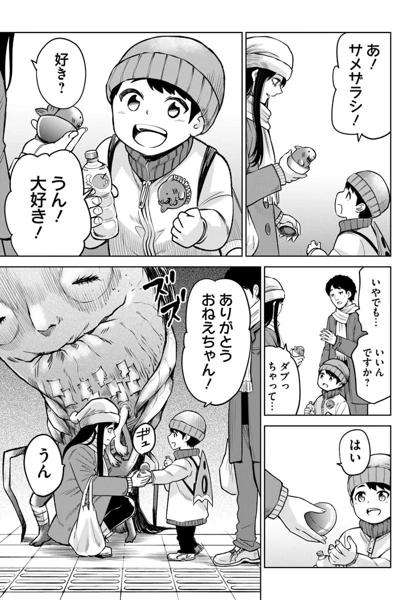 あ！
サメザラシ！
好き？
うん！
大好き！
いやでも…
いいん
ですか？
ダブっ
ちゃって…
はい
ズズ
ありがとう
おねえちゃん！
ギュ
うん